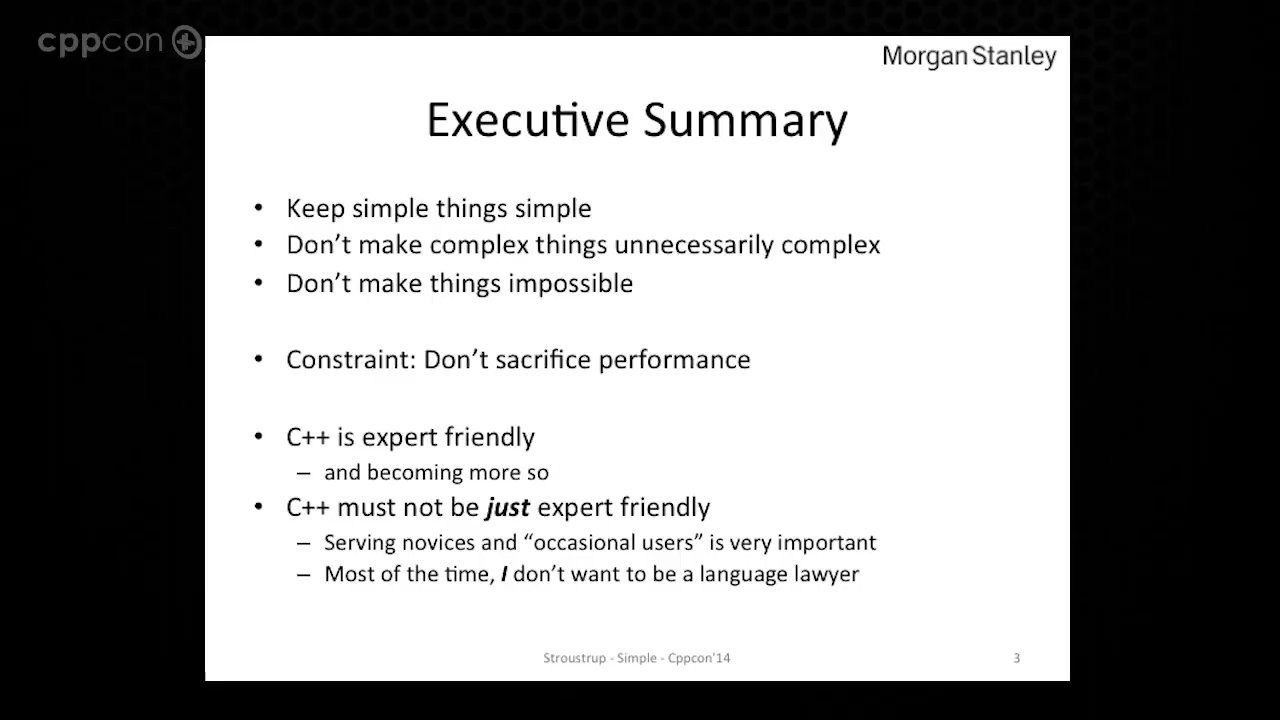 cppcon
Morgan Stanley
Executive Summary
• Keep simple things simple
• Don’t make complex things unnecessarily complex
• Don’t make things impossible
• Constraint: Don’t sacrifice performance
• C++ is expert friendly
– and becoming more so
• C++ must not be just expert friendly
– Serving novices and “occasional users” is very important
– Most of the time, I don’t want to be a language lawyer
Stroustrup - Simple - Cppcon'14
3